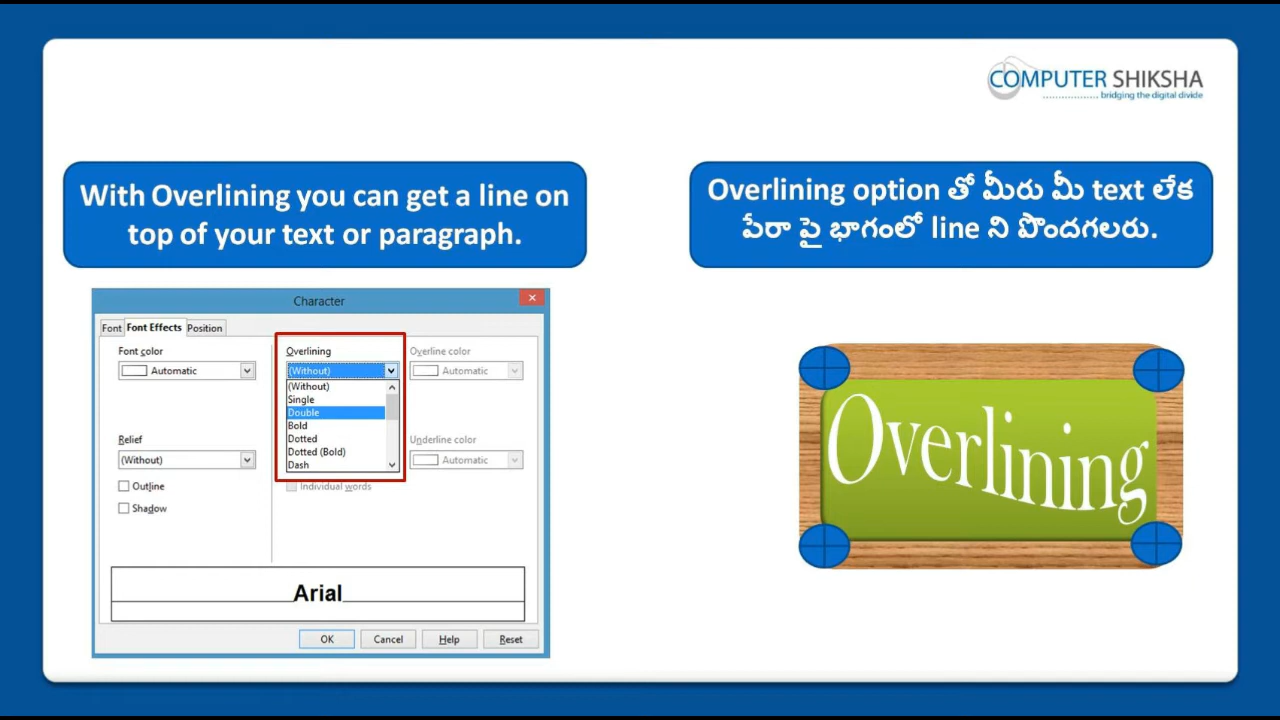 COMPUTER SHIKSHA
bridging the digital divide
With Overlining you can get a line on
top of your text or paragraph.
Overlining option తో మీరు మీ text లేక
పేరా పై భాగంలో line ని పొందగలరు.
Character
Font Font Effects Position
Font color
Automatic
Overlining
(Without)
(Without)
Single
Double
Bold
Dotted
Dotted (Bold)
Dash
Overline color
Automatic
Relief
(Without)
Underline color
Automatic
Outline
Shadow
Individual words
Arial
OK Cancel Help Reset
Overlining